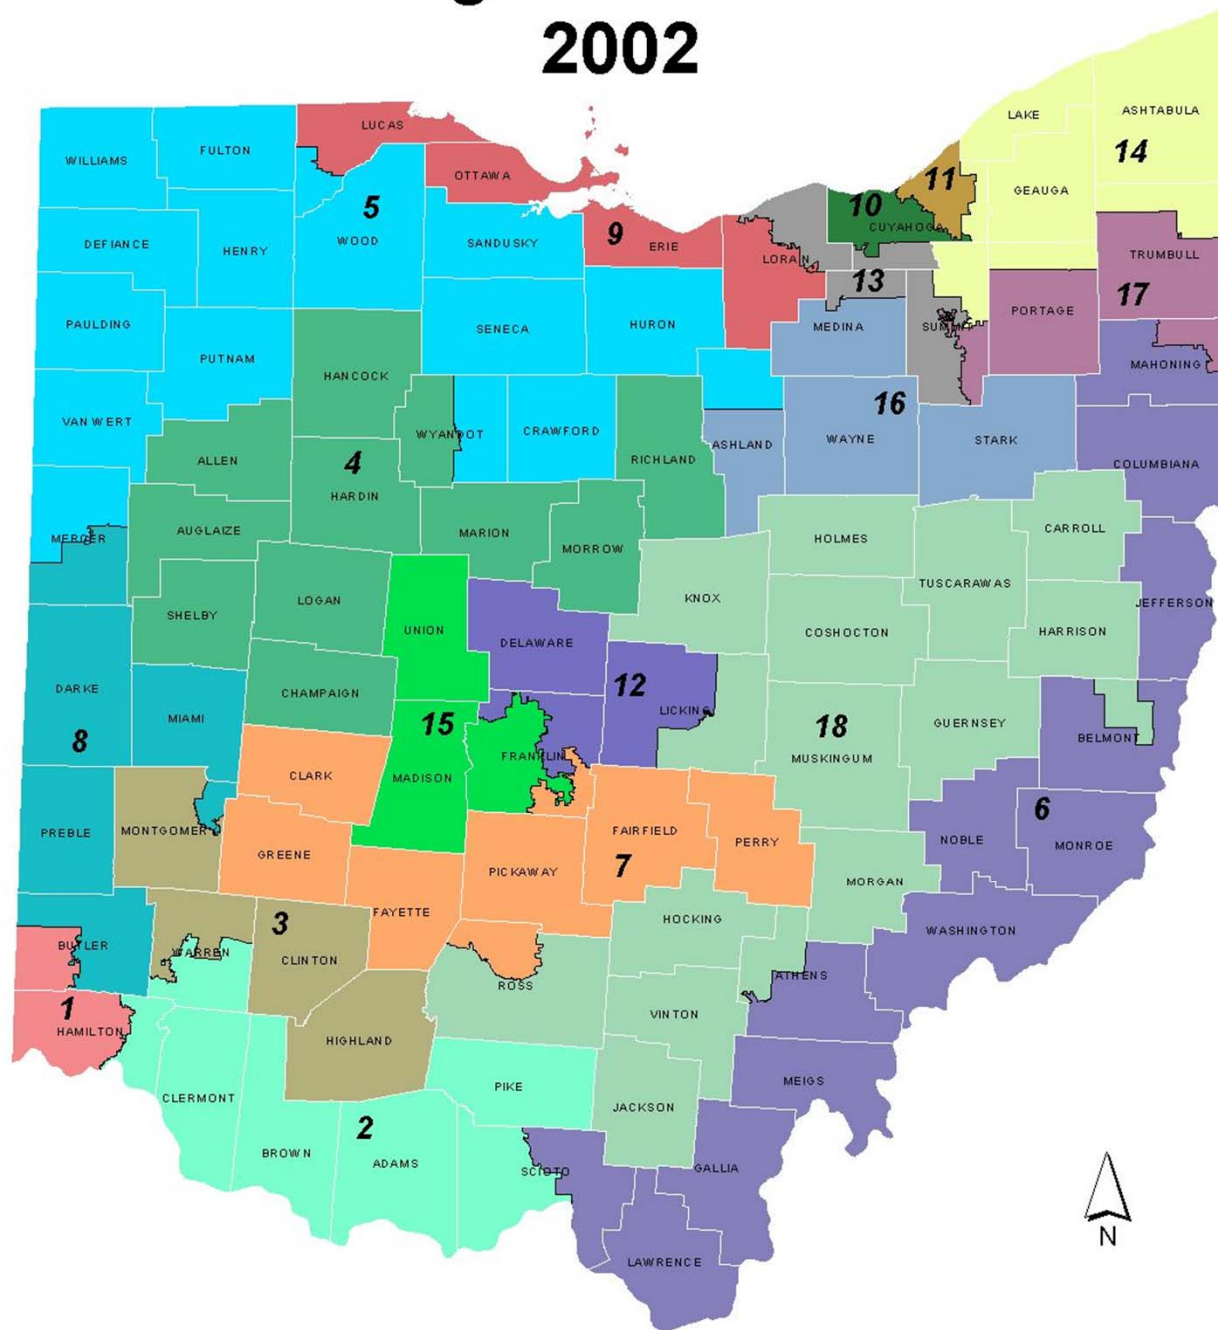 2002
LAKE
ASHTABULA
LUCAS
14
FULTON
WILLIAMS
OTTAWA
11
GEAUGA
5
10
CUYAHOGA
9
ERIE
WOOD
SANDUSKY
DEFIANCE
HENRY
LORAIN
TRUMBULL
13
17
PORTAGE
PAULDING
HURON
SENECA
MEDINA
SUMMIT
PUTNAM
MAHONING
HANCOCK
16
VAN WERT
WYANDOT
CRAWFORD
ASHLAND
WAYNE
STARK
ALLEN
4
RICHLAND
COLUMBIANA
HARDIN
AUGLAIZE
MARION
CARROLL
MERCER
HOLMES
MORROW
TUSCARAWAS
LOGAN
KNOX
JEFFERSON
SHELBY
UNION
COSHOCTON
HARRISON
DELAWARE
DARKE
CHAMPAIGN
12
LICKING
MIAMI
15
18
GUERNSEY
8
BELMONT
FRANKLIN
MUSKINGUM
CLARK
MADISON
6
PREBLE
MONTGOMERY
FAIRFIELD
PERRY
NOBLE
MONROE
GREENE
7
PICKAWAY
MORGAN
FAYETTE
3
HOCKING
WASHINGTON
BUTLER
WARREN
CLINTON
ATHENS
ROSS
1
VINTON
HAMILTON
HIGHLAND
MEIGS
PIKE
CLERMONT
JACKSON
2
BROWN
ADAMS
SCIOTO
GALLIA
N
LAWRENCE